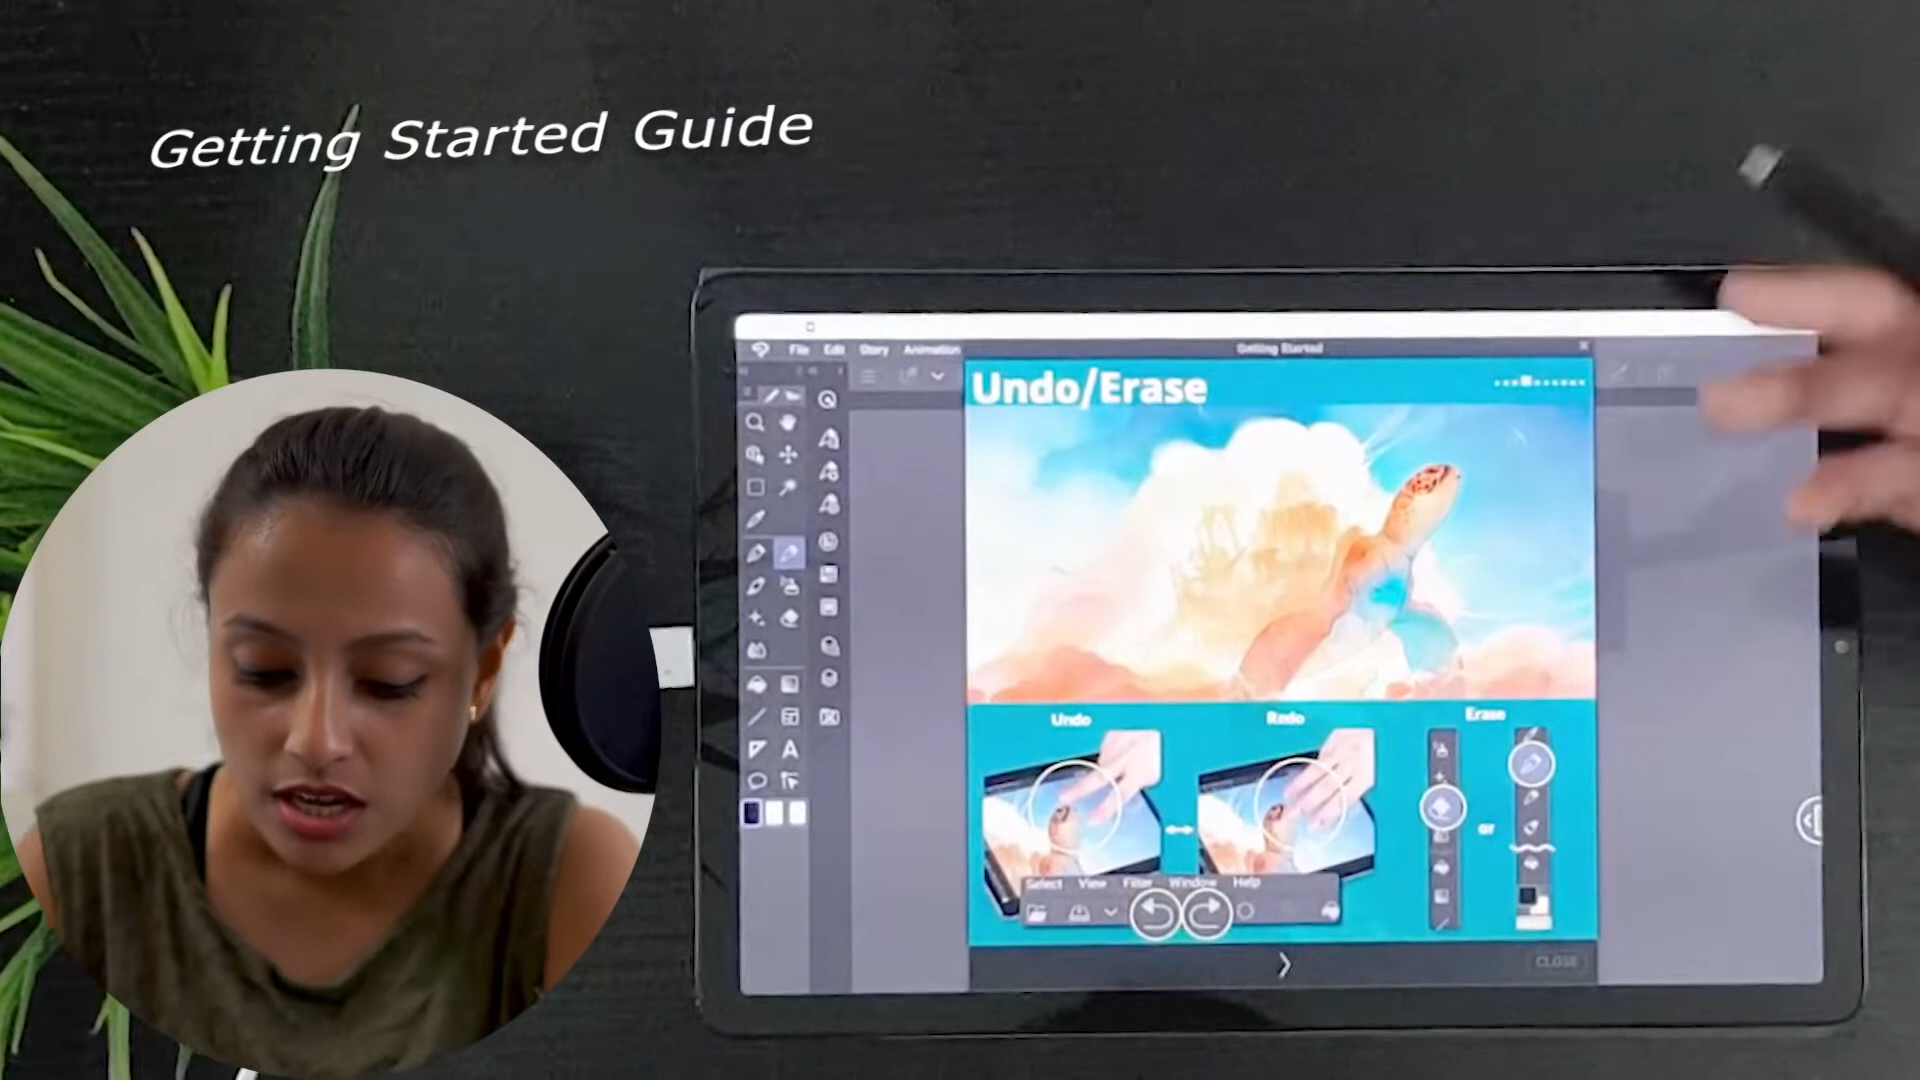 Getting Started Guide
File Edit Story Animation
Getting Started
Undo/Erase
Undo Redo Erase
or
Select View Filter Window Help
CLOSE
A